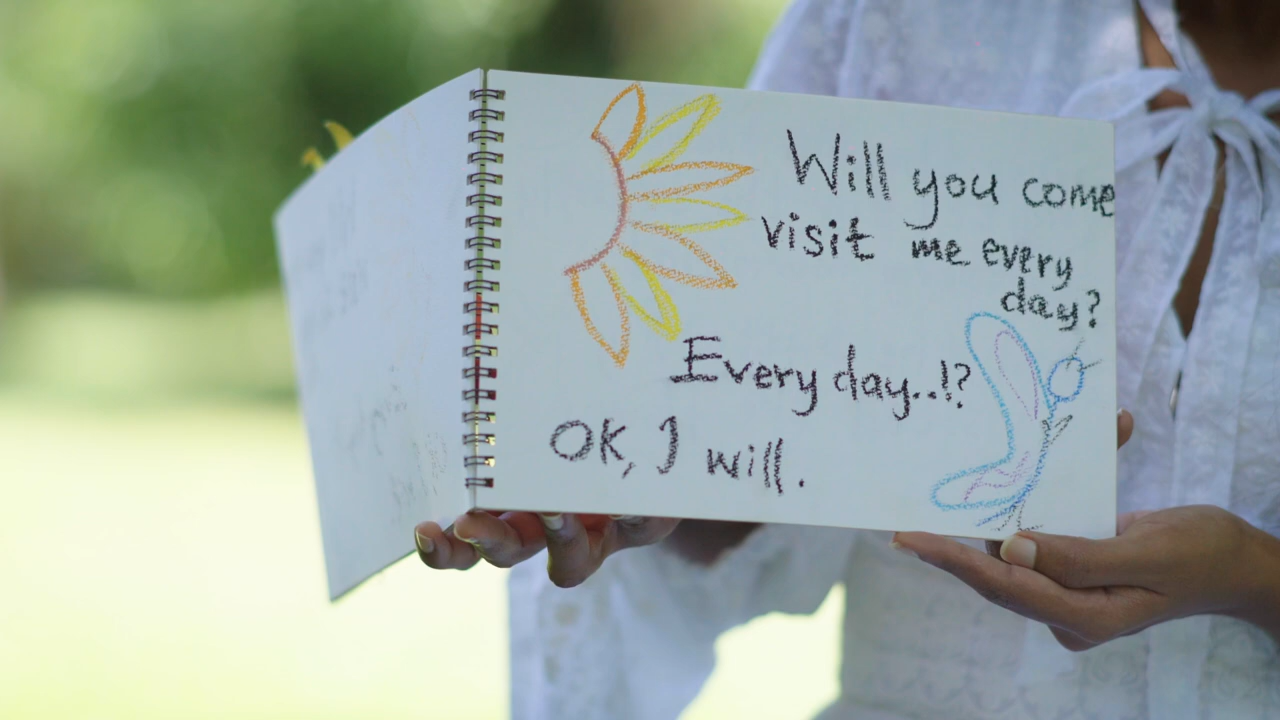 Will you come
visit me every
day?
Every day..!?
OK, I will.